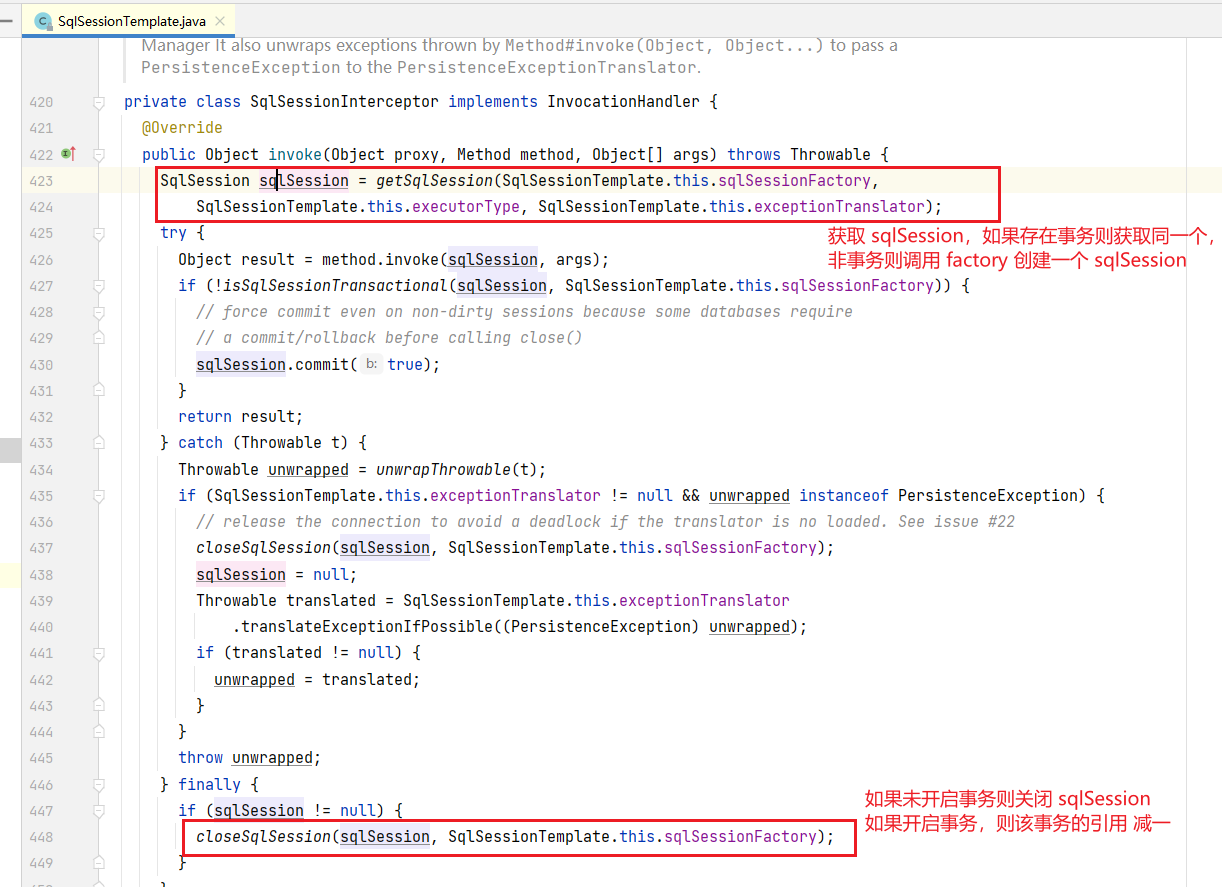 SqlSessionTemplate.java
Manager It also unwraps exceptions thrown by Method#invoke(Object, Object...) to pass a
PersistenceException to the PersistenceExceptionTranslator.
420 private class SqlSessionInterceptor implements InvocationHandler {
421 @Override
422 public Object invoke(Object proxy, Method method, Object[] args) throws Throwable {
423 SqlSession sqlSession = getSqlSession(SqlSessionTemplate.this.sqlSessionFactory,
424 SqlSessionTemplate.this.executorType, SqlSessionTemplate.this.exceptionTranslator);
获取 sqlSession，如果存在事务则获取同一个，
非事务则调用 factory 创建一个 sqlSession
425 try {
426 Object result = method.invoke(sqlSession, args);
427 if (!isSqlSessionTransactional(sqlSession, SqlSessionTemplate.this.sqlSessionFactory)) {
428 // force commit even on non-dirty sessions because some databases require
429 // a commit/rollback before calling close()
430 sqlSession.commit( b: true);
431 }
432 return result;
433 } catch (Throwable t) {
434 Throwable unwrapped = unwrapThrowable(t);
435 if (SqlSessionTemplate.this.exceptionTranslator != null && unwrapped instanceof PersistenceException) {
436 // release the connection to avoid a deadlock if the translator is no loaded. See issue #22
437 closeSqlSession(sqlSession, SqlSessionTemplate.this.sqlSessionFactory);
438 sqlSession = null;
439 Throwable translated = SqlSessionTemplate.this.exceptionTranslator
440 .translateExceptionIfPossible((PersistenceException) unwrapped);
441 if (translated != null) {
442 unwrapped = translated;
443 }
444 }
445 throw unwrapped;
446 } finally {
447 if (sqlSession != null) {
如果未开启事务则关闭 sqlSession
如果开启事务，则该事务的引用 减一
448 closeSqlSession(sqlSession, SqlSessionTemplate.this.sqlSessionFactory);
449 }